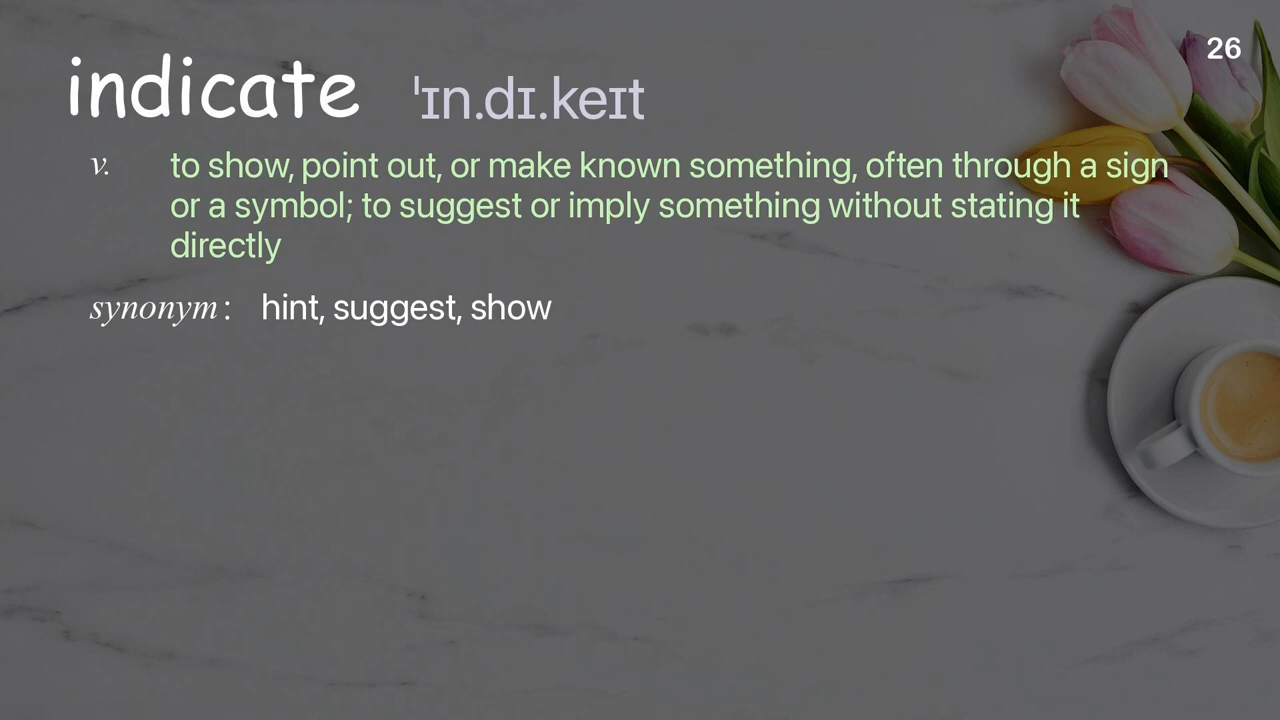 26
indicate ˈɪn.dɪ.keɪt
v. to show, point out, or make known something, often through a sign
or a symbol; to suggest or imply something without stating it
directly
synonym: hint, suggest, show